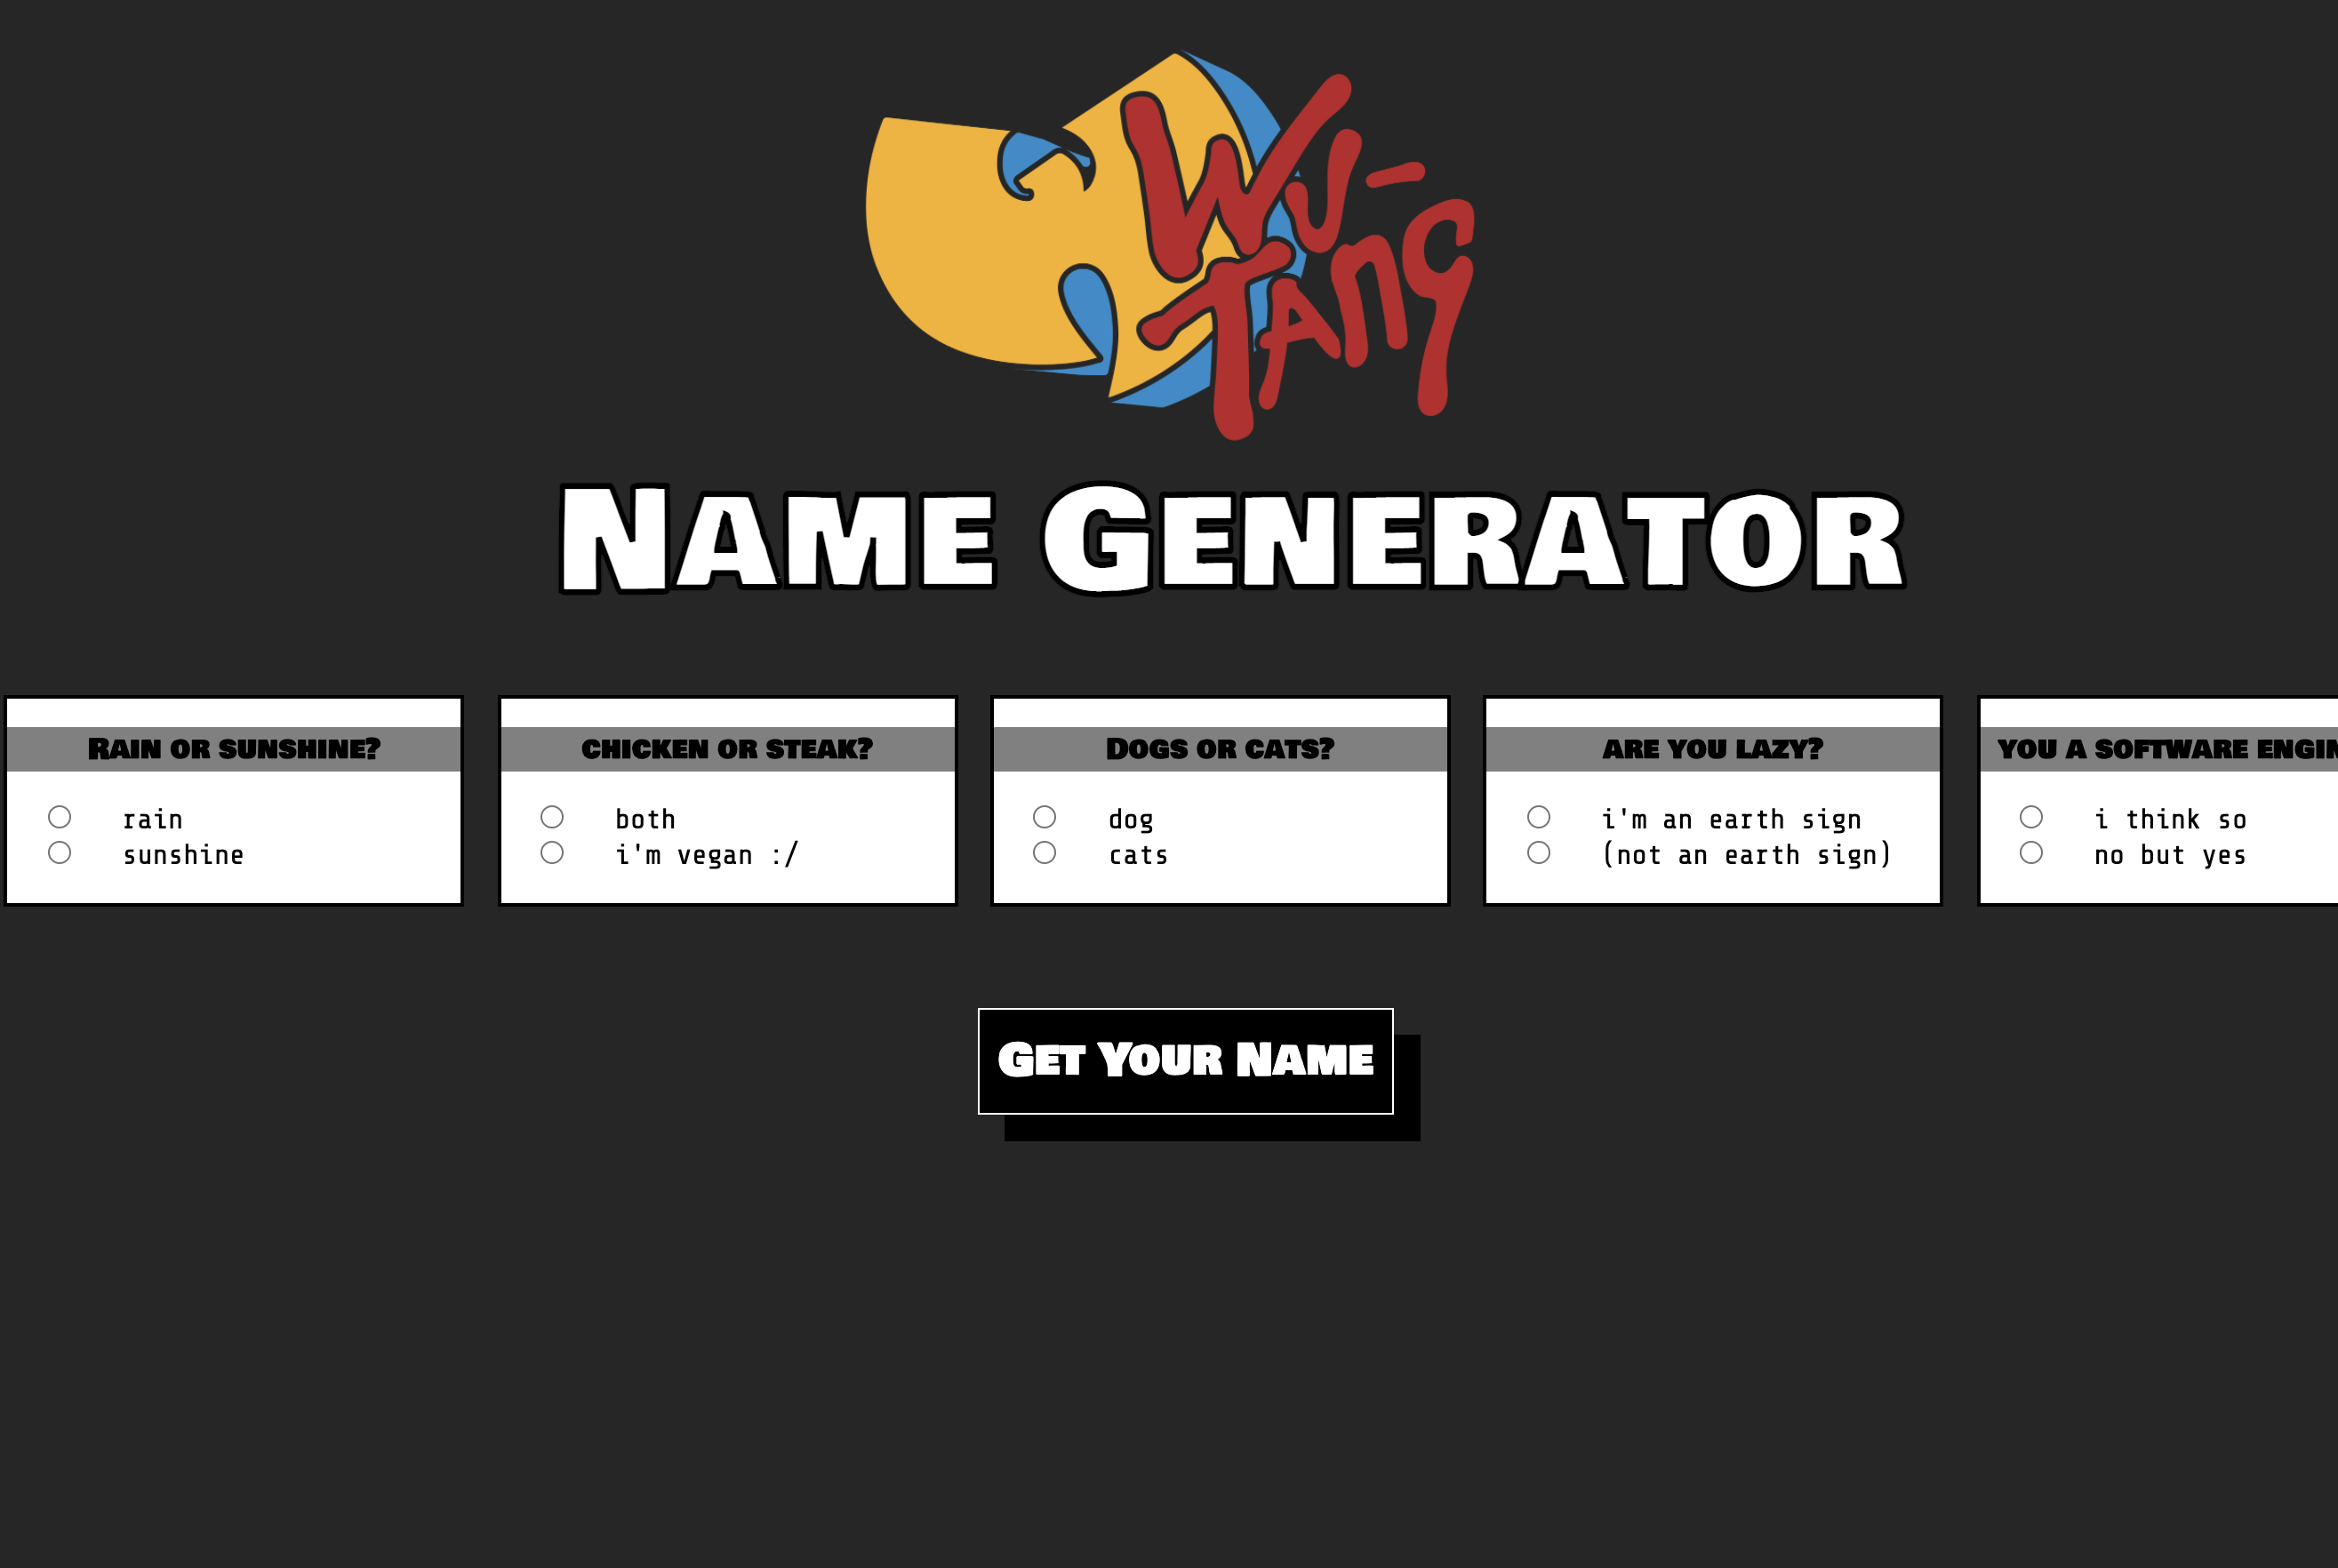 Wu-
Tang
Name Generator
Rain or sunshine?
rain
sunshine
chicken or steak?
both
i'm vegan :/
Dogs or cats?
dog
cats
are you lazy?
i'm an earth sign
(not an earth sign)
you a software engin
i think so
no but yes
Get Your Name